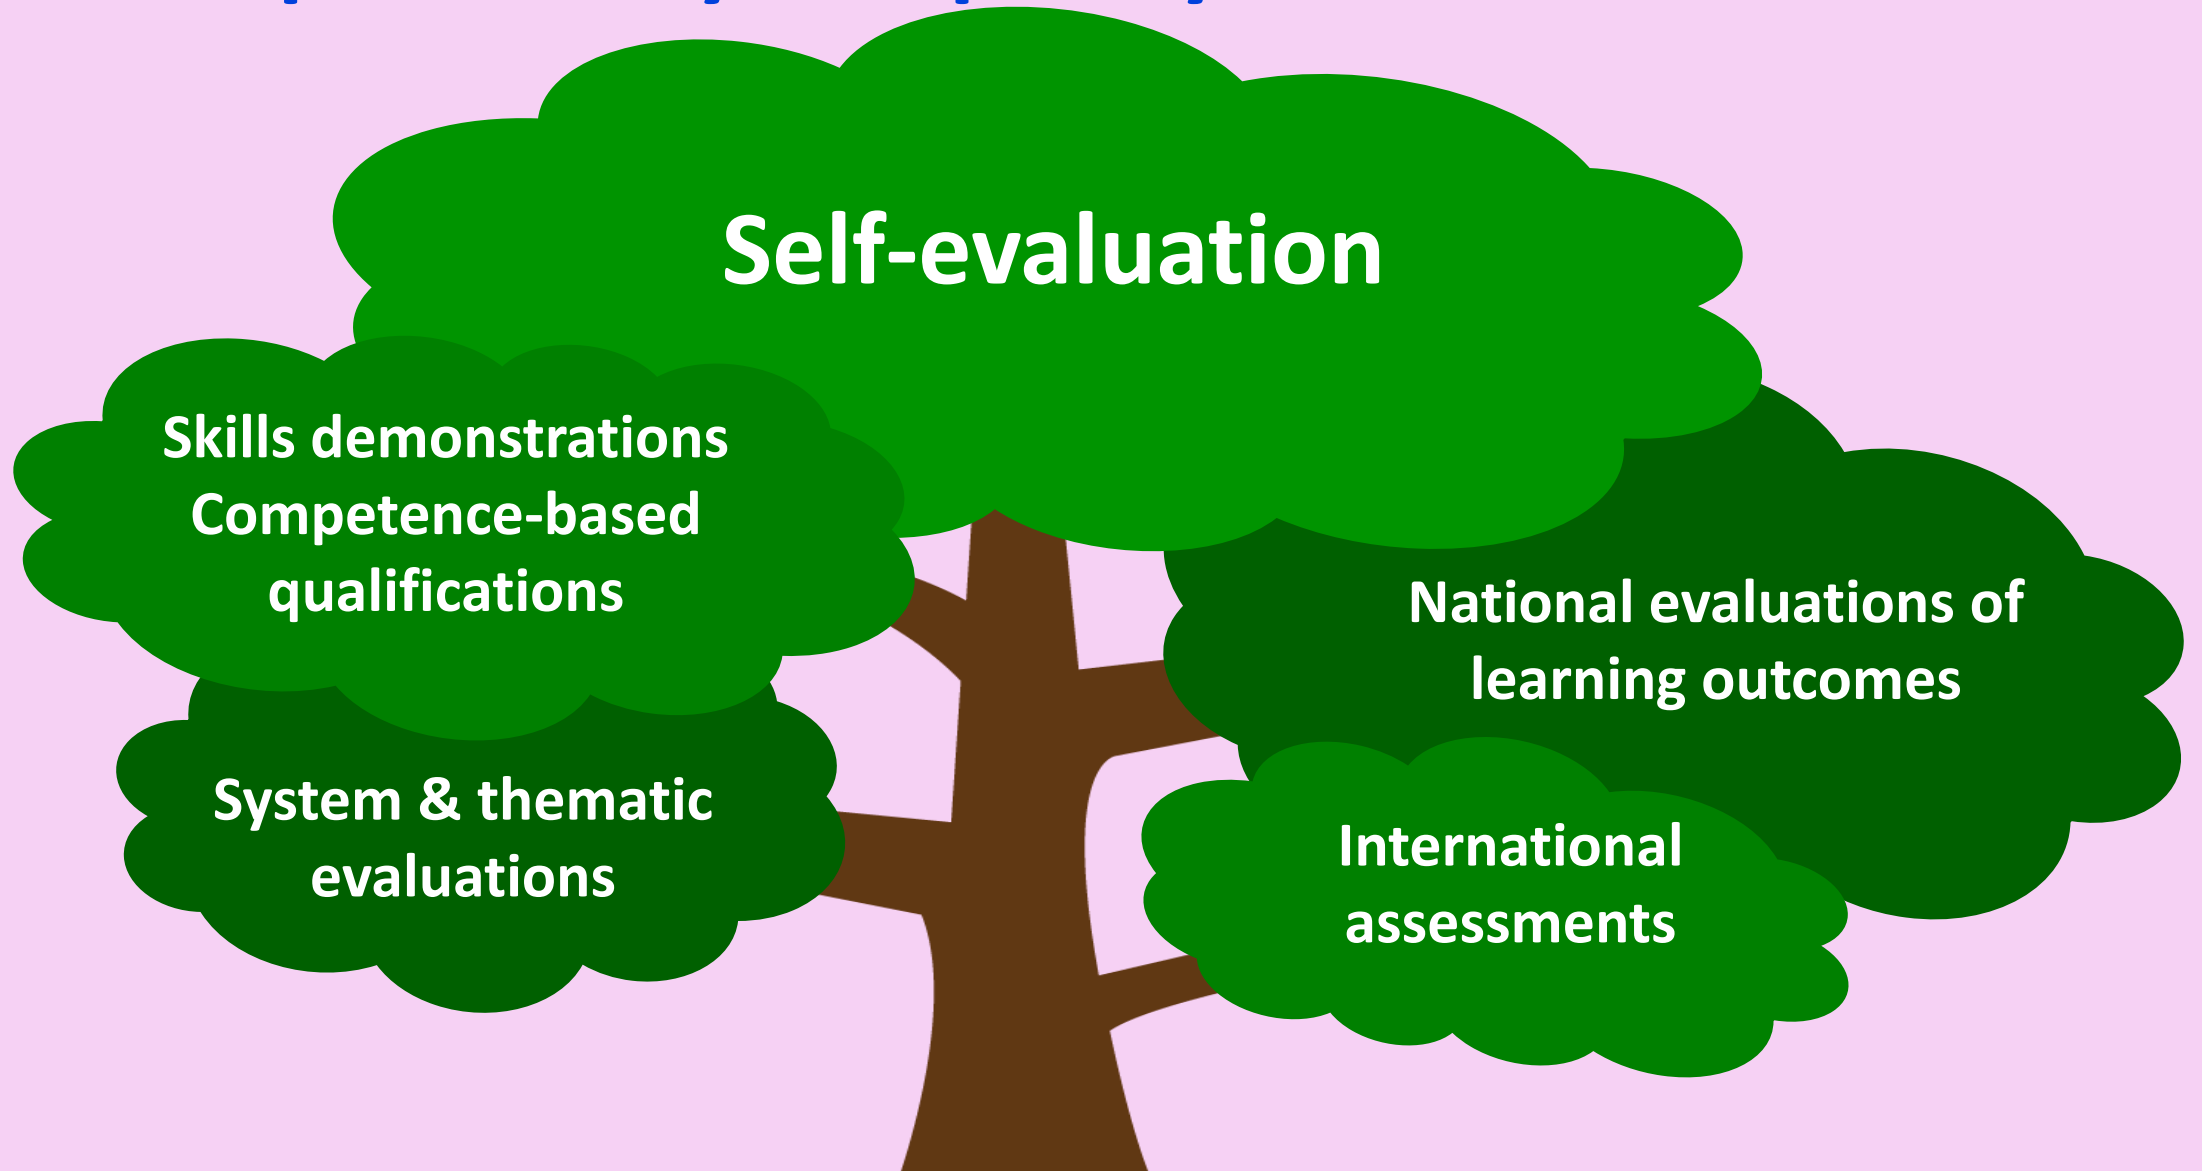 Self-evaluation
Skills demonstrations
Competence-based
qualifications
National evaluations of
learning outcomes
System & thematic
evaluations
International
assessments